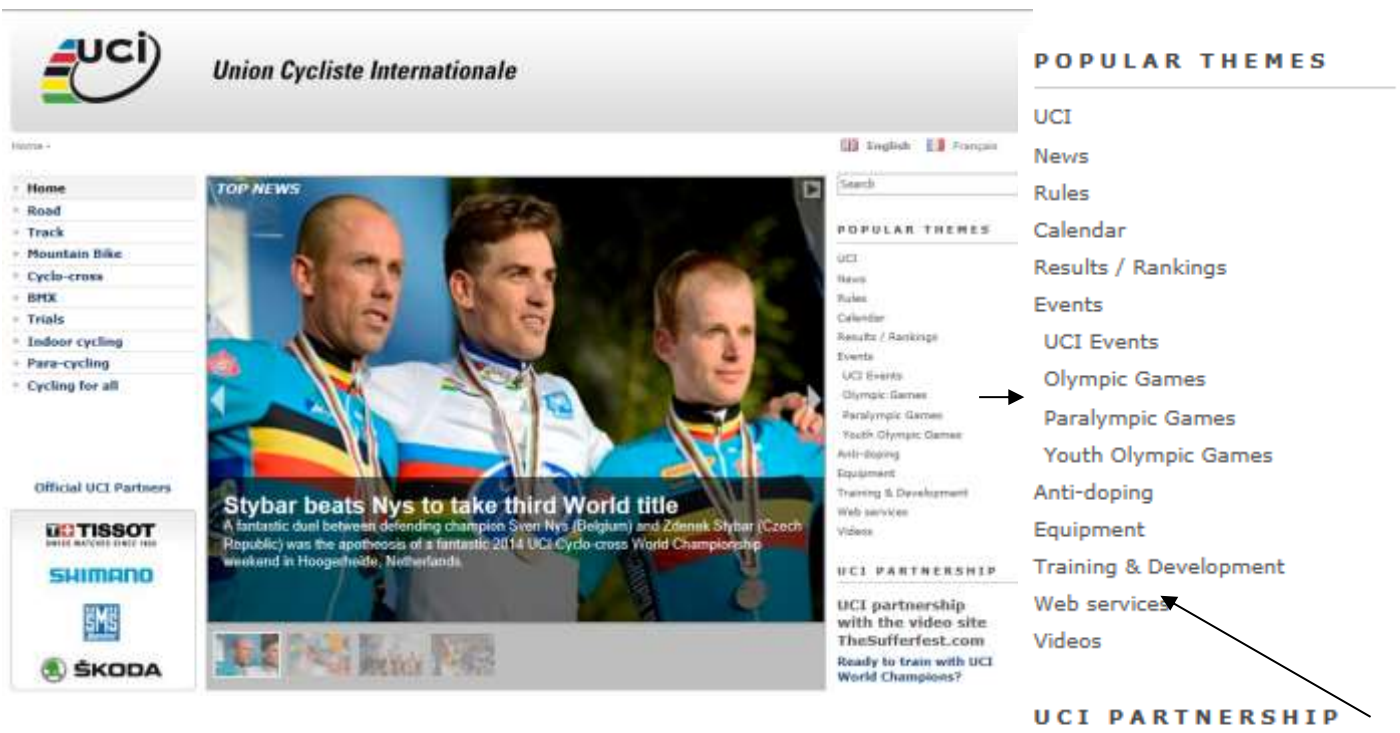 uci
Union Cycliste Internationale
Home -
English Français
Home
Road
Track
Mountain Bike
Cyclo-cross
BMX
Trials
Indoor cycling
Para-cycling
Cycling for all
Official UCI Partners
TISSOT
SWISS WATCHES SINCE 1853
SHIMANO
SMS
ŠKODA
TOP NEWS
Stybar beats Nys to take third World title
A fantastic duel between defending champion Sven Nys (Belgium) and Zdenek Stybar (Czech
Republic) was the apotheosis of a fantastic 2014 UCI Cyclo-cross World Championship
weekend in Hoogerheide, Netherlands.
Search
POPULAR THEMES
UCI
News
Rules
Calendar
Results / Rankings
Events
UCI Events
Olympic Games
Paralympic Games
Youth Olympic Games
Anti-doping
Equipment
Training & Development
Web services
Videos
UCI PARTNERSHIP
UCI partnership
with the video site
TheSufferfest.com
Ready to train with UCI
World Champions?
POPULAR THEMES
UCI
News
Rules
Calendar
Results / Rankings
Events
UCI Events
Olympic Games
Paralympic Games
Youth Olympic Games
Anti-doping
Equipment
Training & Development
Web services
Videos
UCI PARTNERSHIP